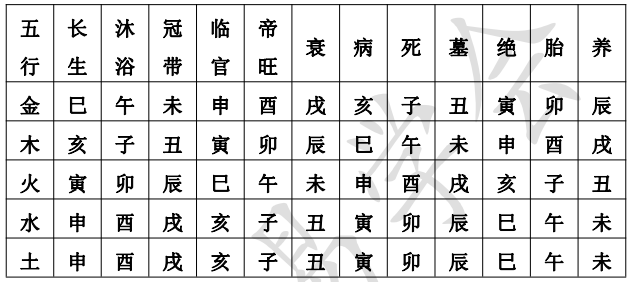 五行 长生 沐浴 冠带 临官 帝旺 衰 病 死 墓 绝 胎 养
金 巳 午 未 申 酉 戌 亥 子 丑 寅 卯 辰
木 亥 子 丑 寅 卯 辰 巳 午 未 申 酉 戌
火 寅 卯 辰 巳 午 未 申 酉 戌 亥 子 丑
水 申 酉 戌 亥 子 丑 寅 卯 辰 巳 午 未
土 申 酉 戌 亥 子 丑 寅 卯 辰 巳 午 未
易学会